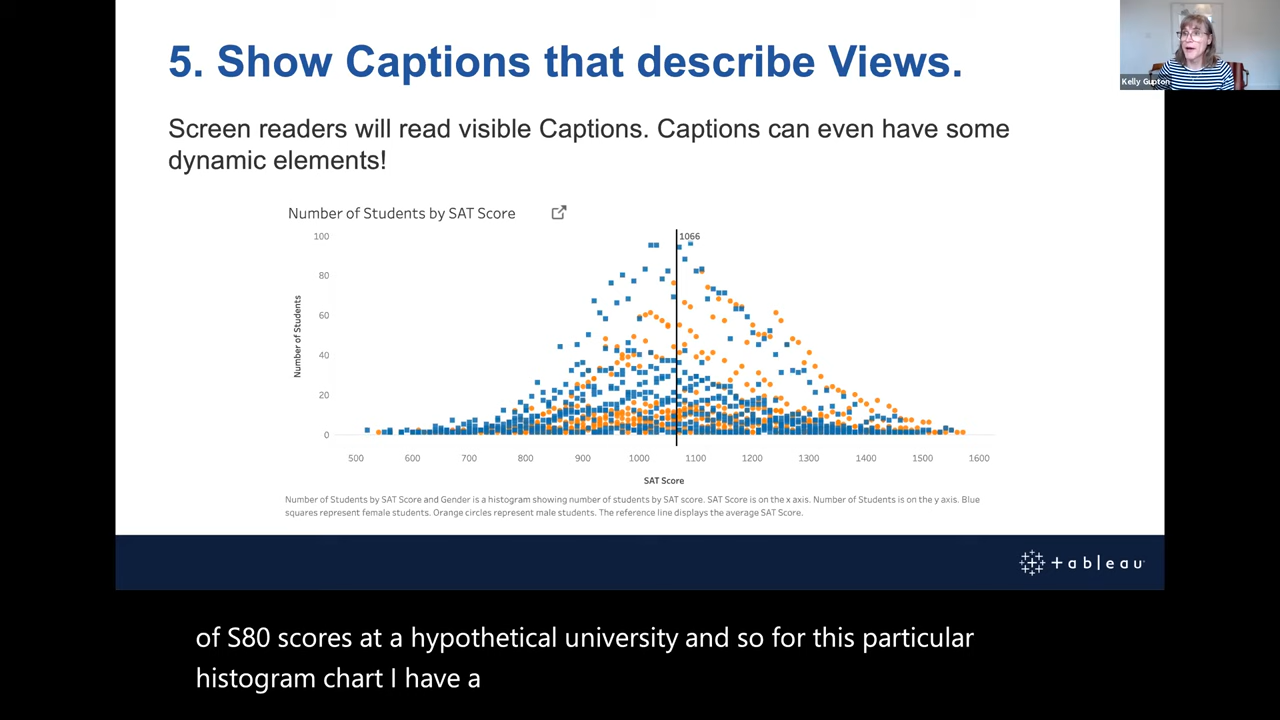 5. Show Captions that describe Views.
Kelly Gupton
Screen readers will read visible Captions. Captions can even have some
dynamic elements!
Number of Students by SAT Score
1066
100
80
60
40
20
0
Number of Students
500 600 700 800 900 1000 1100 1200 1300 1400 1500 1600
SAT Score
Number of Students by SAT Score and Gender is a histogram showing number of students by SAT score. SAT Score is on the x axis. Number of Students is on the y axis. Blue
squares represent female students. Orange circles represent male students. The reference line displays the average SAT Score.
tableau
of S80 scores at a hypothetical university and so for this particular
histogram chart I have a